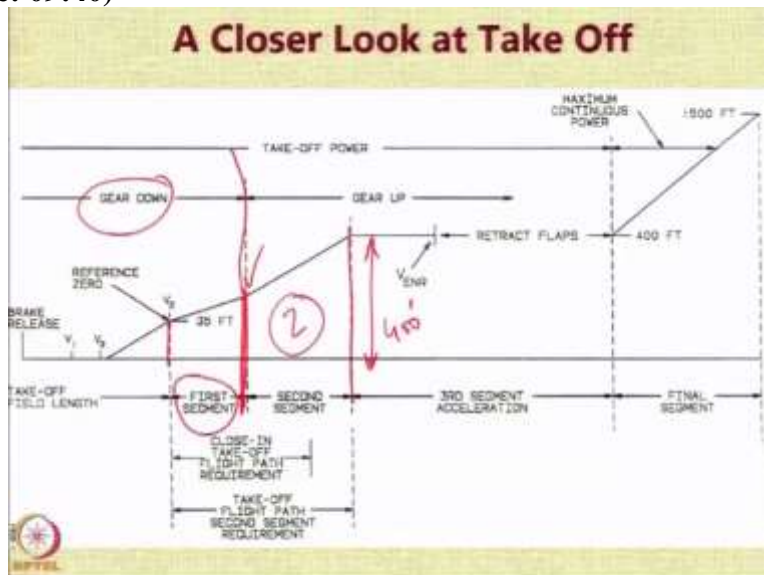 A Closer Look at Take Off
MAXIMUM
CONTINUOUS
POWER
1500 FT
TAKE-OFF POWER
GEAR DOWN
GEAR UP
RETRACT FLAPS
400 FT
REFERENCE
ZERO
VENR
V2
35 FT
2
400'
BRAKE
RELEASE
V1
TAKE-OFF
FIELD LENGTH
FIRST
SEGMENT
SECOND
SEGMENT
3RD SEGMENT
ACCELERATION
FINAL
SEGMENT
CLOSE-IN
TAKE-OFF
FLIGHT PATH
REQUIREMENT
TAKE-OFF
FLIGHT PATH
SECOND SEGMENT
REQUIREMENT
NPTEL